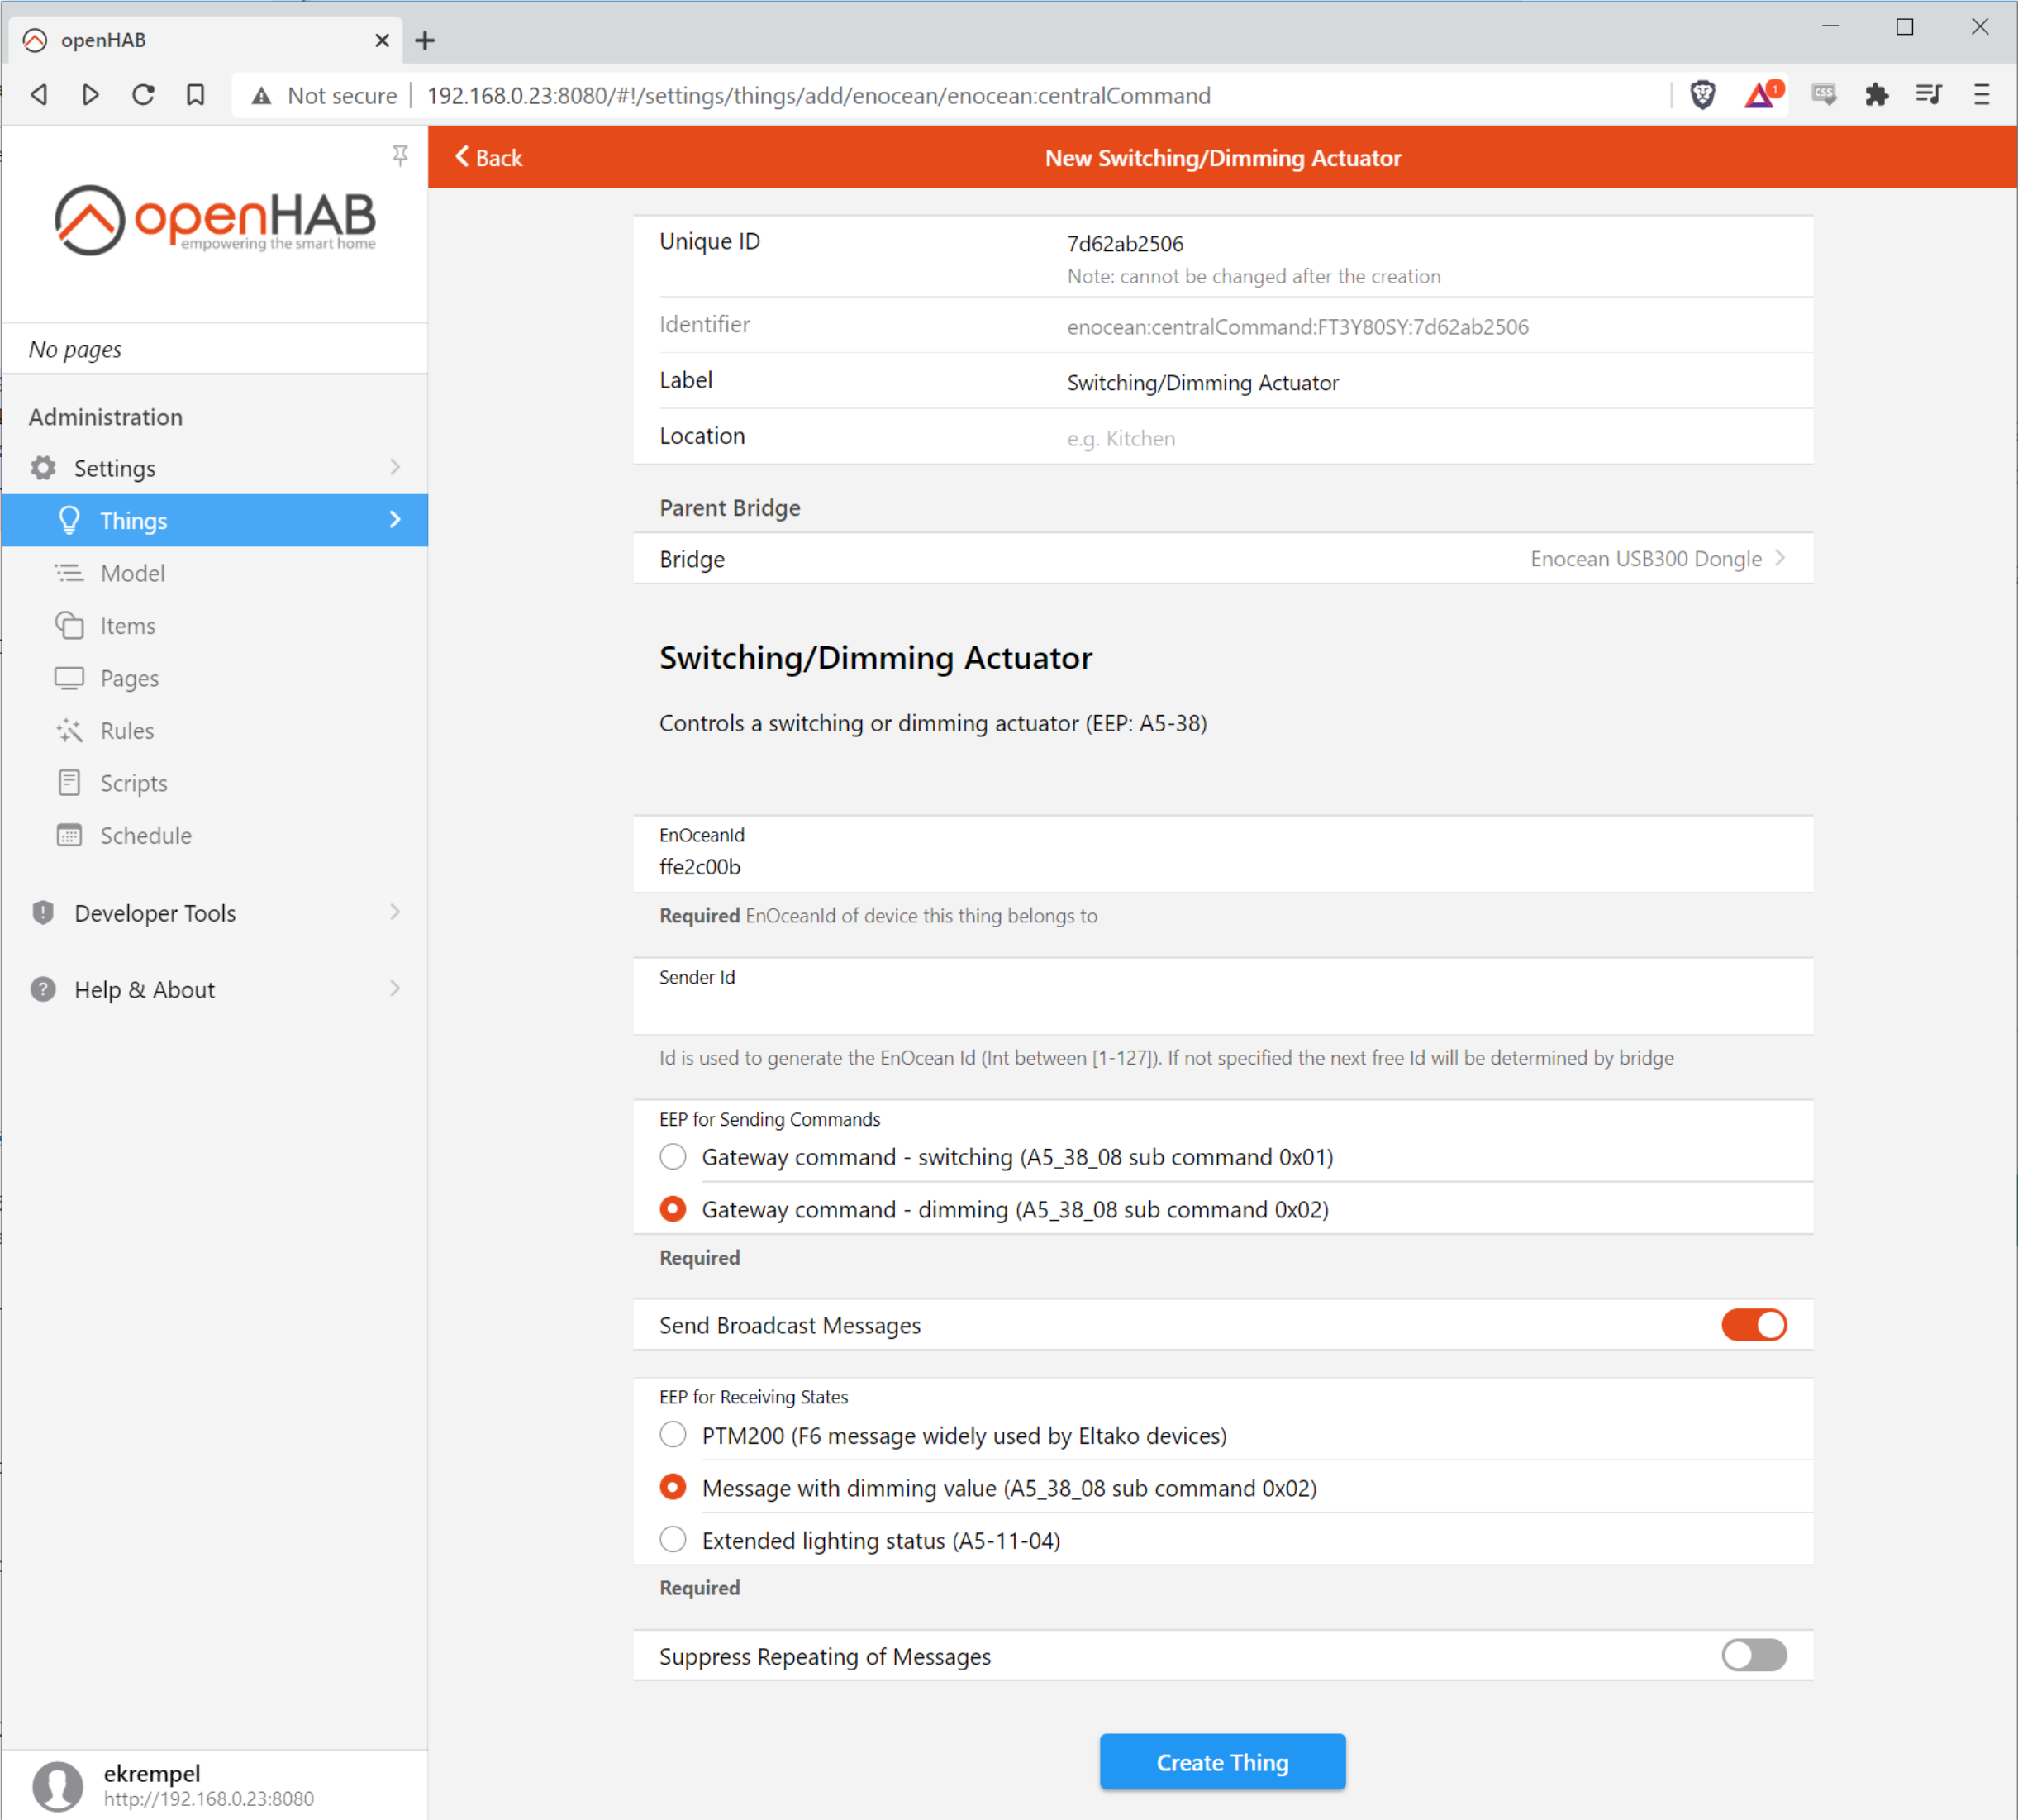 openHAB
Not secure
192.168.0.23:8080/#!/settings/things/add/enocean/enocean:centralCommand
1
CSS
openHAB
empowering the smart home
No pages
Administration
Settings
Things
Model
Items
Pages
Rules
Scripts
Schedule
Developer Tools
Help & About
ekrempel
http://192.168.0.23:8080
Back
New Switching/Dimming Actuator
Unique ID
7d62ab2506
Note: cannot be changed after the creation
Identifier
enocean:centralCommand:FT3Y80SY:7d62ab2506
Label
Switching/Dimming Actuator
Location
e.g. Kitchen
Parent Bridge
Bridge
Enocean USB300 Dongle
Switching/Dimming Actuator
Controls a switching or dimming actuator (EEP: A5-38)
EnOceanId
ffe2c00b
Required EnOceanId of device this thing belongs to
Sender Id
Id is used to generate the EnOcean Id (Int between [1-127]). If not specified the next free Id will be determined by bridge
EEP for Sending Commands
Gateway command - switching (A5_38_08 sub command 0x01)
Gateway command - dimming (A5_38_08 sub command 0x02)
Required
Send Broadcast Messages
EEP for Receiving States
PTM200 (F6 message widely used by Eltako devices)
Message with dimming value (A5_38_08 sub command 0x02)
Extended lighting status (A5-11-04)
Required
Suppress Repeating of Messages
Create Thing